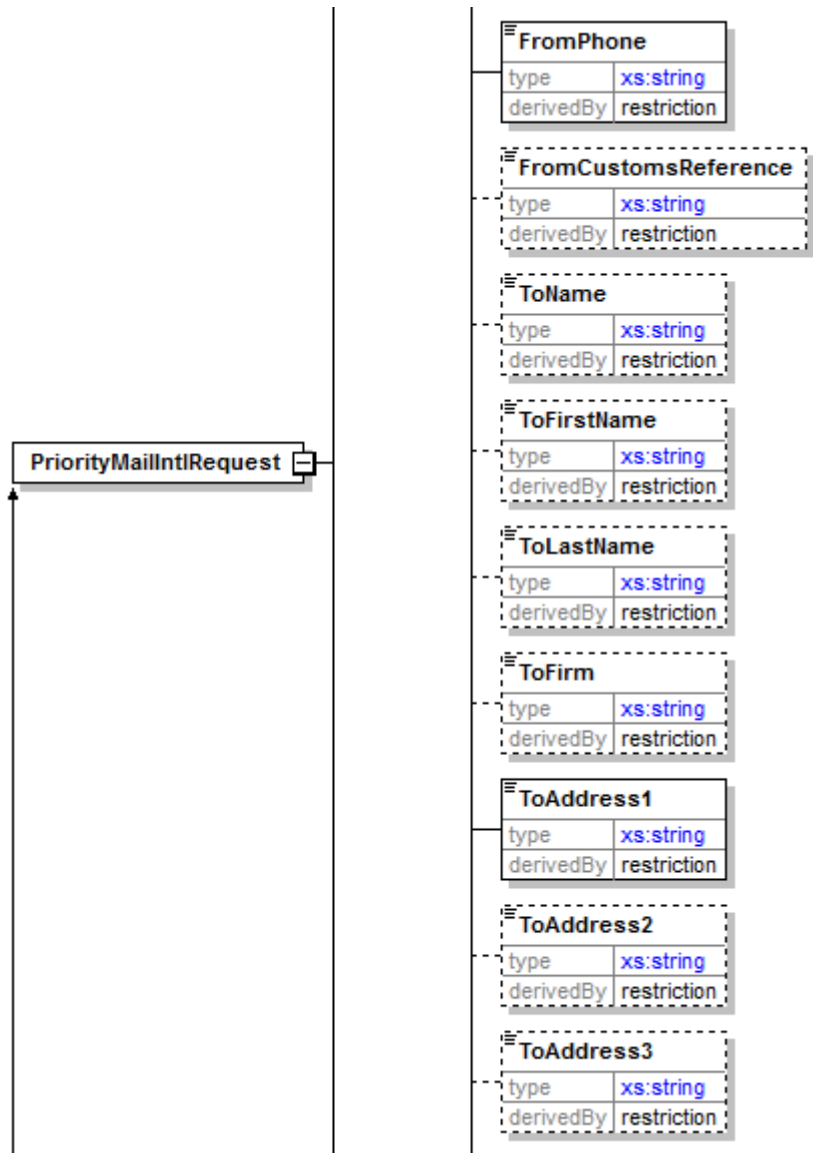 FromPhone
type xs:string
derivedBy restriction
FromCustomsReference
type xs:string
derivedBy restriction
ToName
type xs:string
derivedBy restriction
ToFirstName
type xs:string
derivedBy restriction
PriorityMailIntlRequest
ToLastName
type xs:string
derivedBy restriction
ToFirm
type xs:string
derivedBy restriction
ToAddress1
type xs:string
derivedBy restriction
ToAddress2
type xs:string
derivedBy restriction
ToAddress3
type xs:string
derivedBy restriction